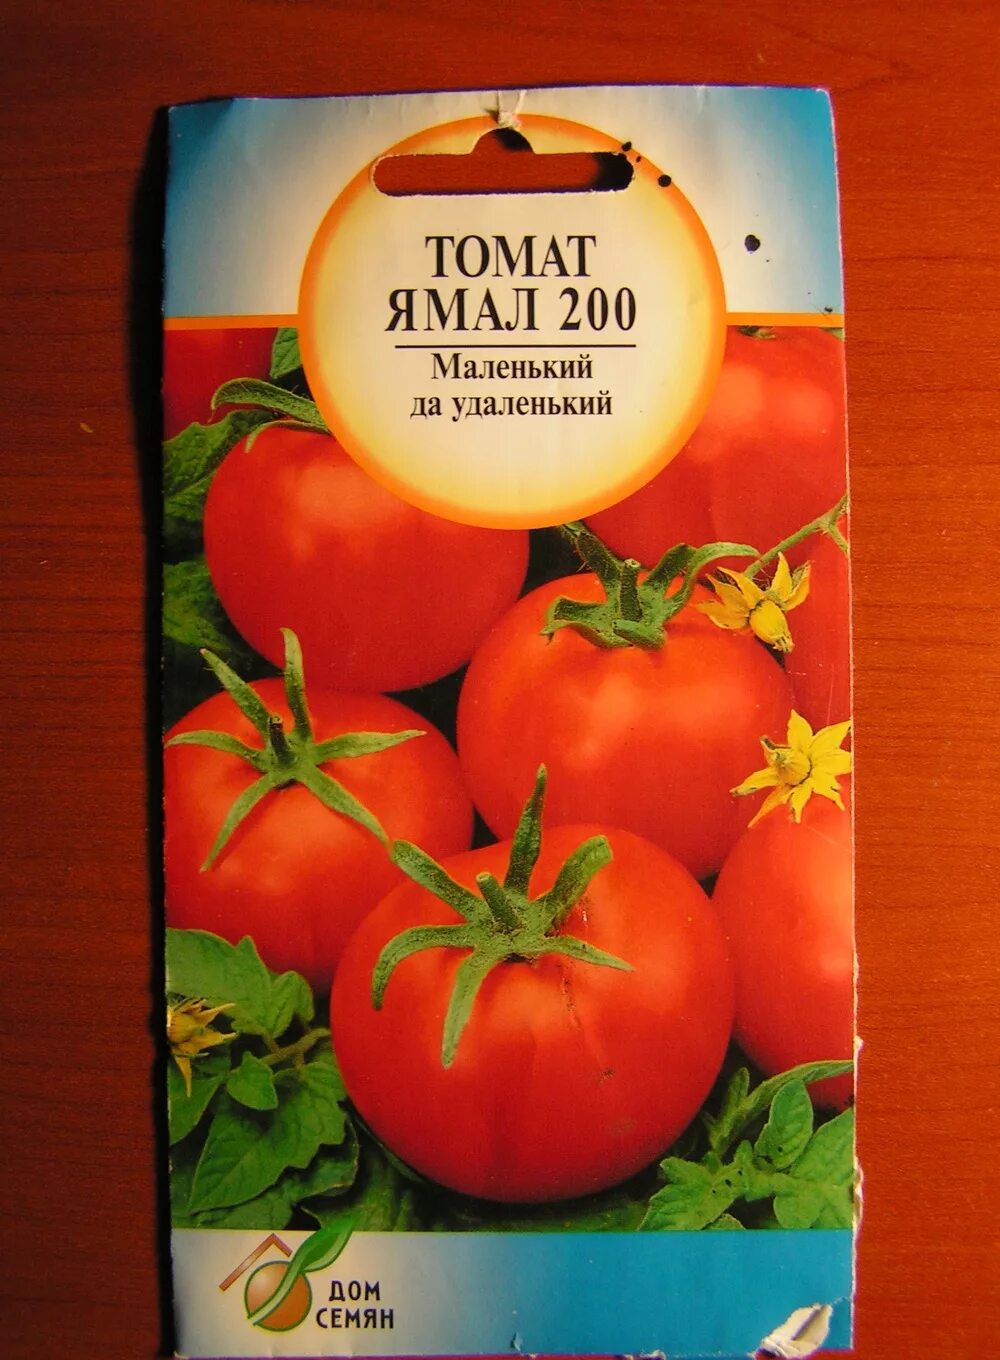 ТОМАТ
ЯМАЛ 200
Маленький
да удаленький
ДОМ
СЕМЯН